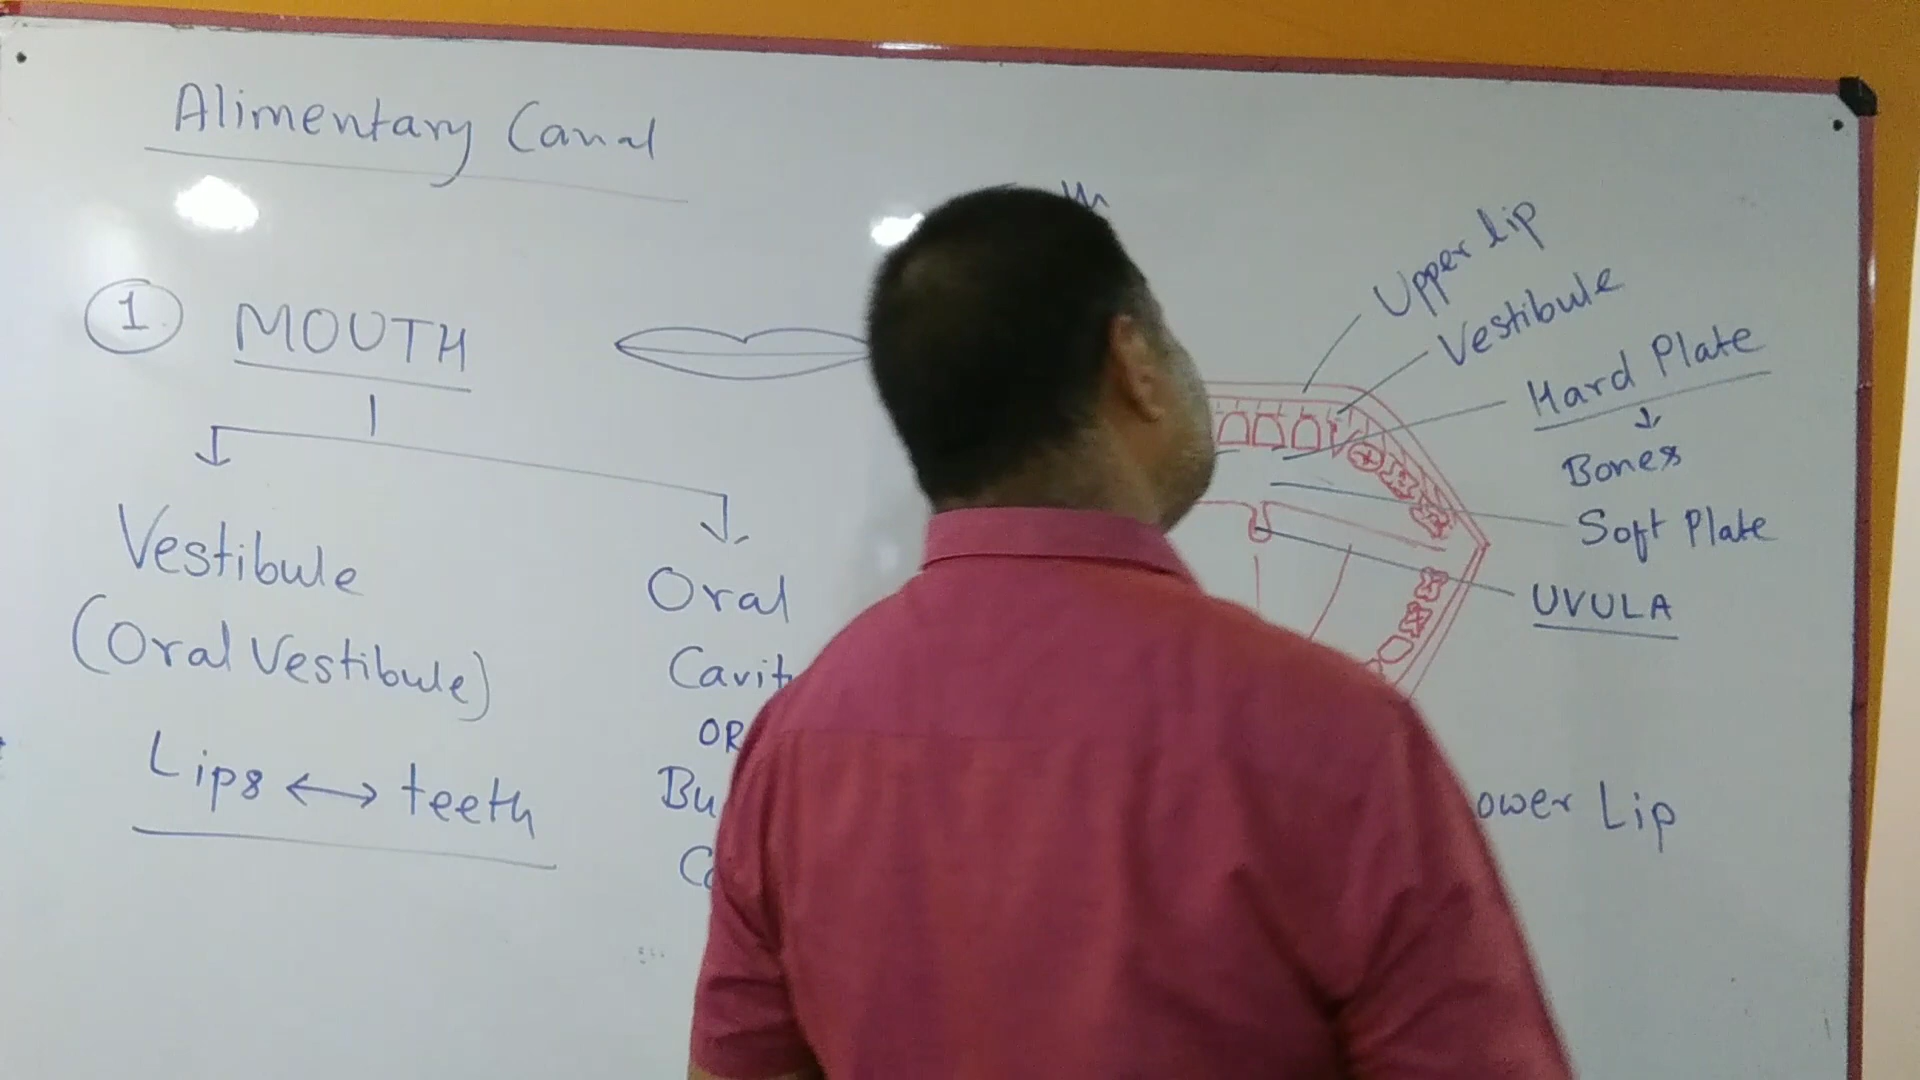 Alimentary Canal
1 MOUTH
Vestibule
(Oral Vestibule)
Lips ↔ teeth
Oral
OR
Upper lip
Vestibule
Hard Plate
↓
Bones
Soft Plate
UVULA
Lip